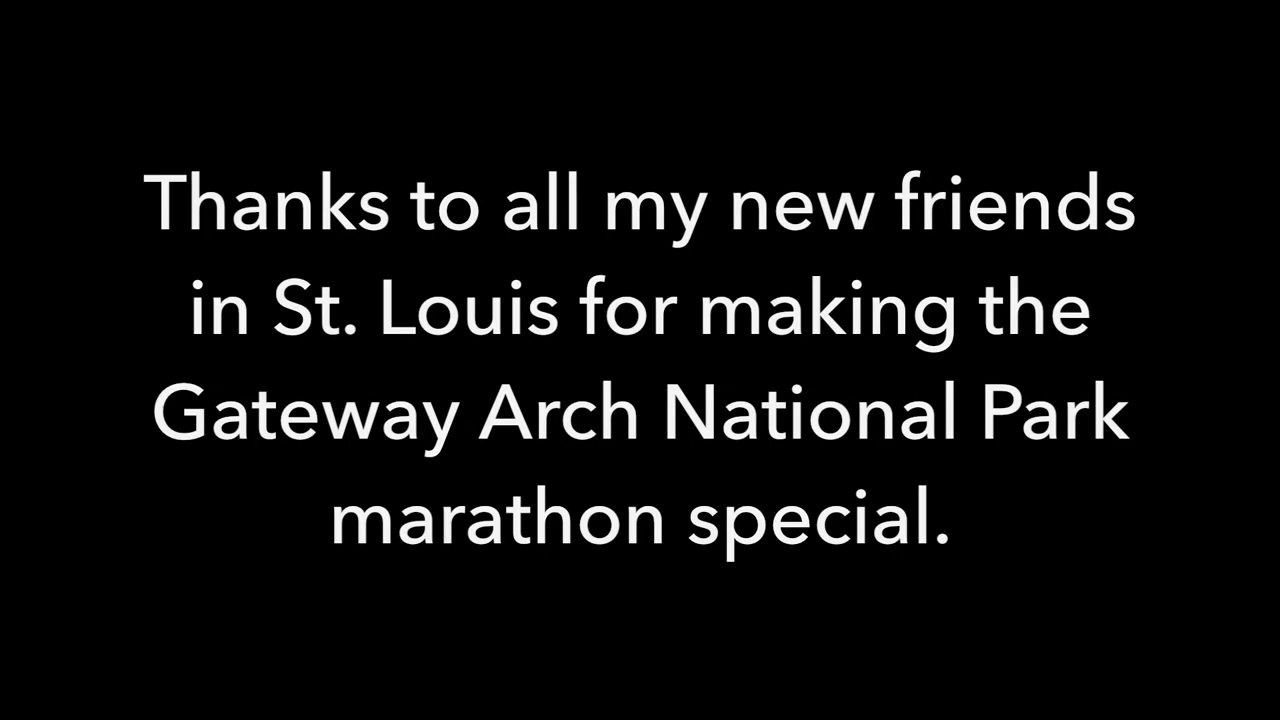 Thanks to all my new friends
in St. Louis for making the
Gateway Arch National Park
marathon special.